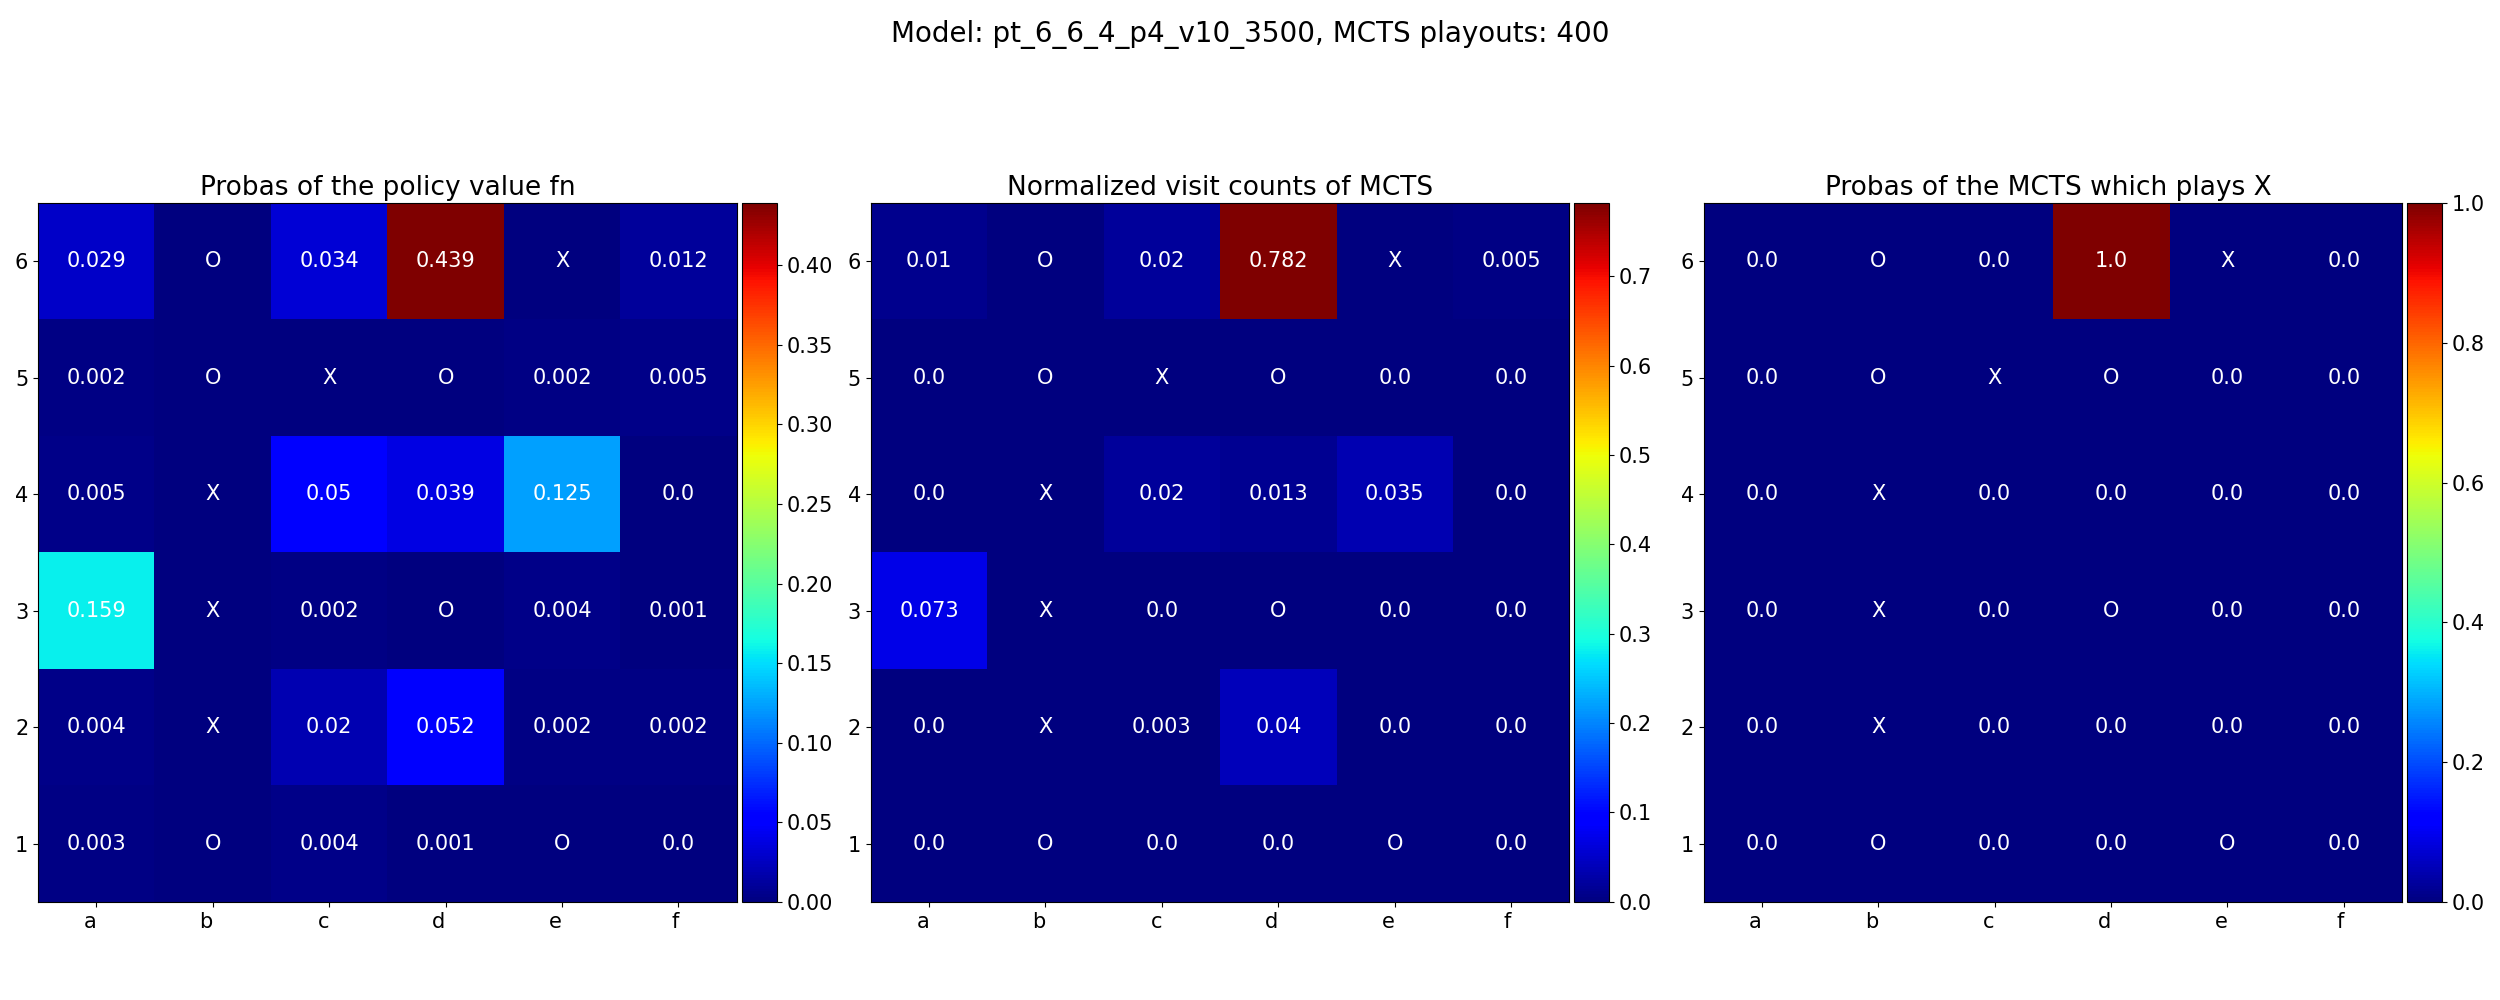 Model: pt_6_6_4_p4_v10_3500, MCTS playouts: 400
Probas of the policy value fn
6 0.029 O 0.034 0.439 X 0.012
5 0.002 O X O 0.002 0.005
4 0.005 X 0.05 0.039 0.125 0.0
3 0.159 X 0.002 O 0.004 0.001
2 0.004 X 0.02 0.052 0.002 0.002
1 0.003 O 0.004 0.001 O 0.0
a b c d e f
0.40
0.35
0.30
0.25
0.20
0.15
0.10
0.05
0.00
Normalized visit counts of MCTS
6 0.01 O 0.02 0.782 X 0.005
5 0.0 O X O 0.0 0.0
4 0.0 X 0.02 0.013 0.035 0.0
3 0.073 X 0.0 O 0.0 0.0
2 0.0 X 0.003 0.04 0.0 0.0
1 0.0 O 0.0 0.0 O 0.0
a b c d e f
0.7
0.6
0.5
0.4
0.3
0.2
0.1
0.0
Probas of the MCTS which plays X
6 0.0 O 0.0 1.0 X 0.0
5 0.0 O X O 0.0 0.0
4 0.0 X 0.0 0.0 0.0 0.0
3 0.0 X 0.0 O 0.0 0.0
2 0.0 X 0.0 0.0 0.0 0.0
1 0.0 O 0.0 0.0 O 0.0
a b c d e f
1.0
0.8
0.6
0.4
0.2
0.0